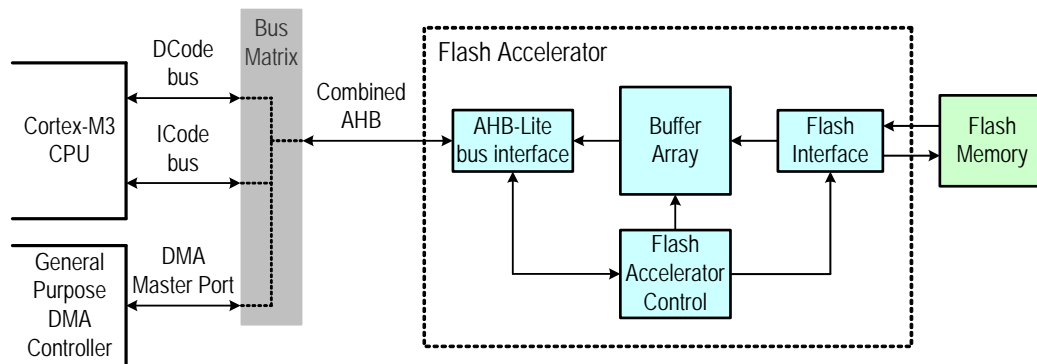 Bus
Matrix
DCode
bus
Cortex-M3
CPU
ICode
bus
General
Purpose
DMA
Controller
DMA
Master Port
Combined
AHB
Flash Accelerator
AHB-Lite
bus interface
Buffer
Array
Flash
Interface
Flash
Accelerator
Control
Flash
Memory